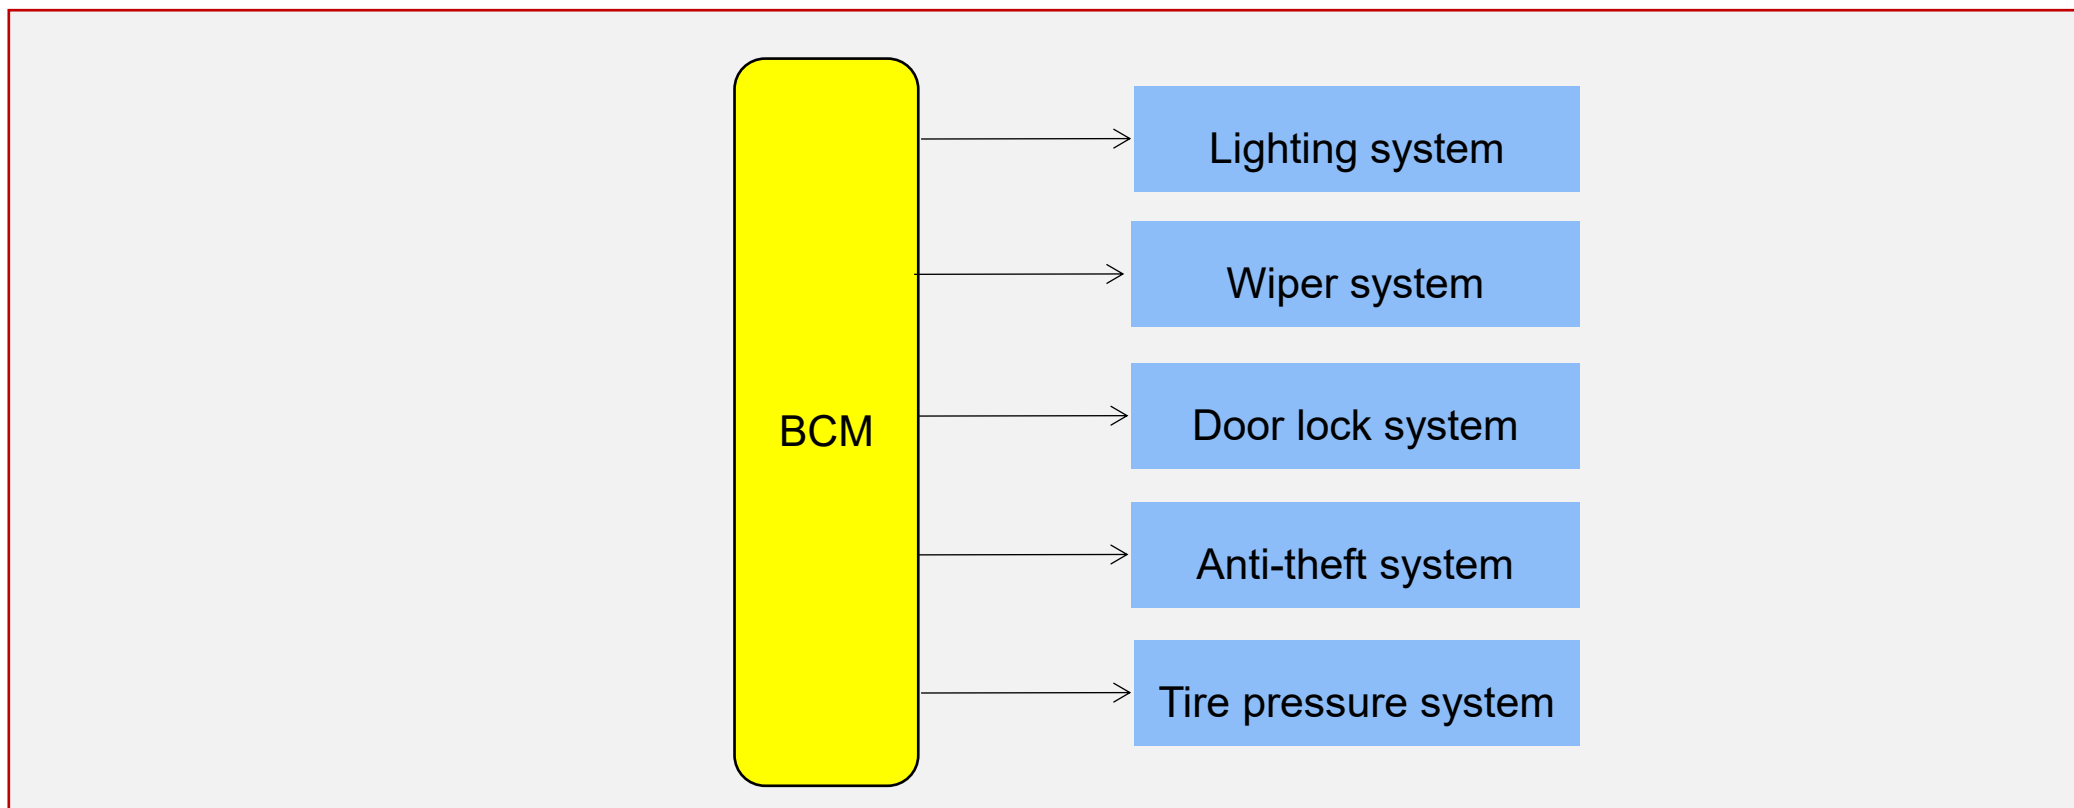 Lighting system
Wiper system
BCM
Door lock system
Anti-theft system
Tire pressure system